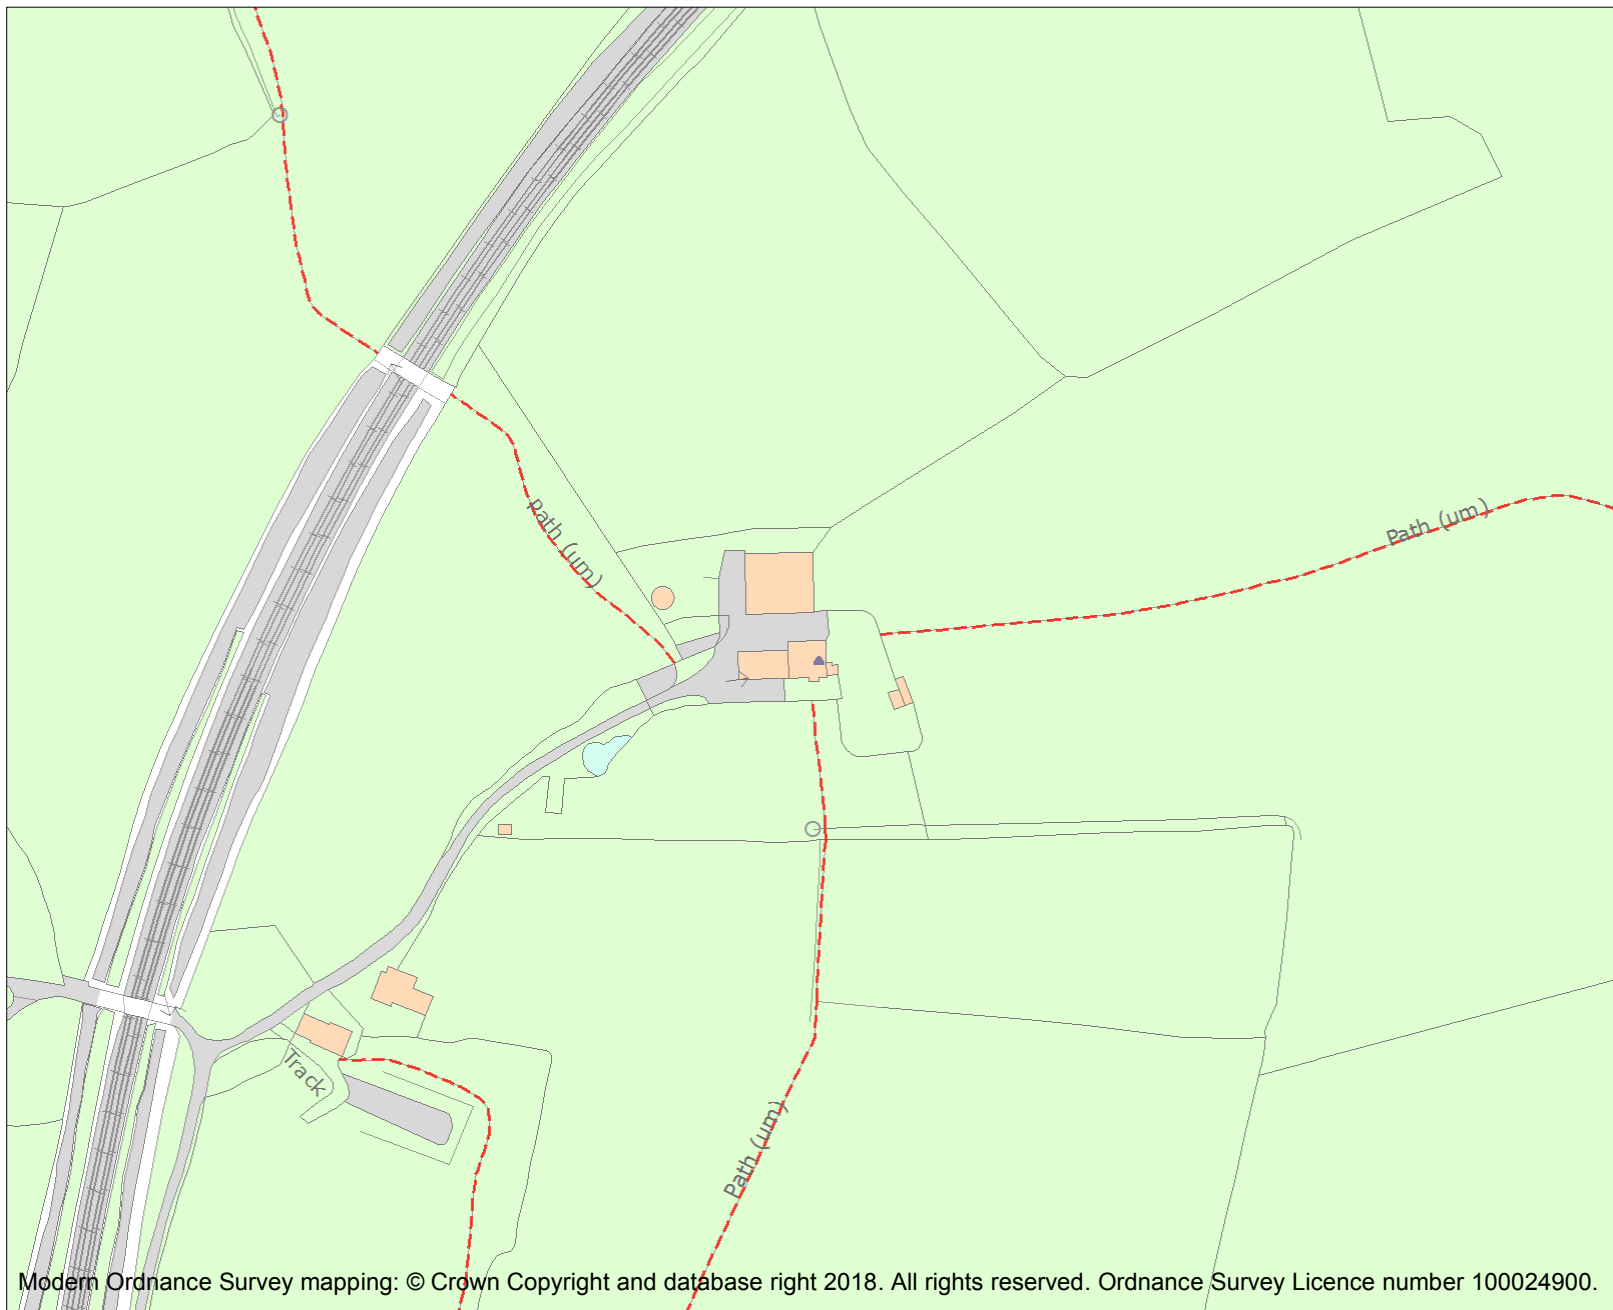 Path (um)
Path (um)
Track
Path (um)
Modern Ordnance Survey mapping: © Crown Copyright and database right 2018. All rights reserved. Ordnance Survey Licence number 100024900.